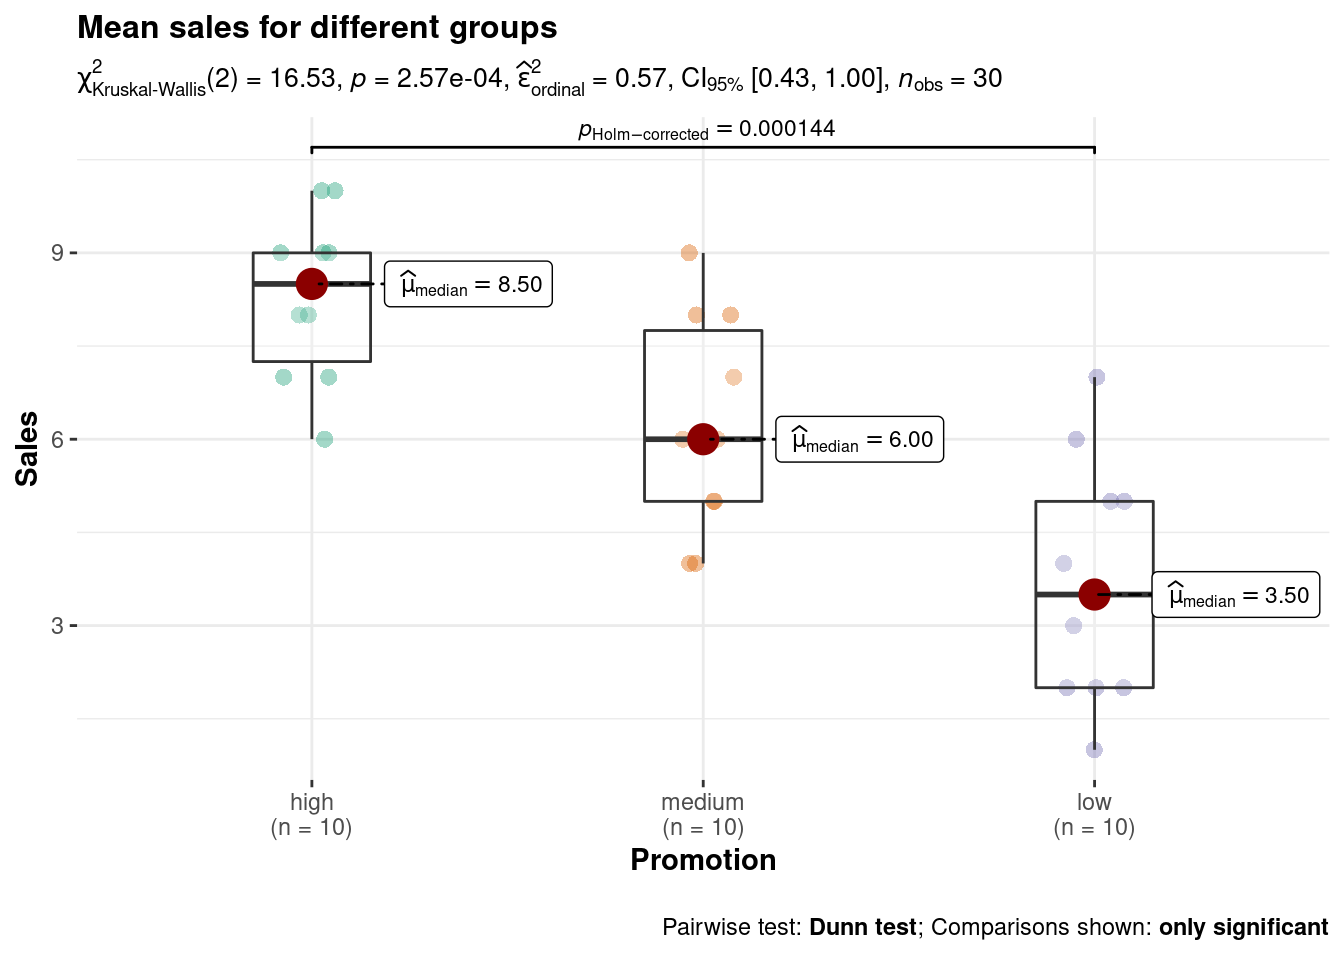 Mean sales for different groups
χ²Kruskal-Wallis(2) = 16.53, p = 2.57e-04, ε̂²ordinal = 0.57, CI95% [0.43, 1.00], nobs = 30
pHolm−corrected = 0.000144
9
6
3
Sales
μ̂median = 8.50
μ̂median = 6.00
μ̂median = 3.50
high
(n = 10)
medium
(n = 10)
low
(n = 10)
Promotion
Pairwise test: Dunn test; Comparisons shown: only significant